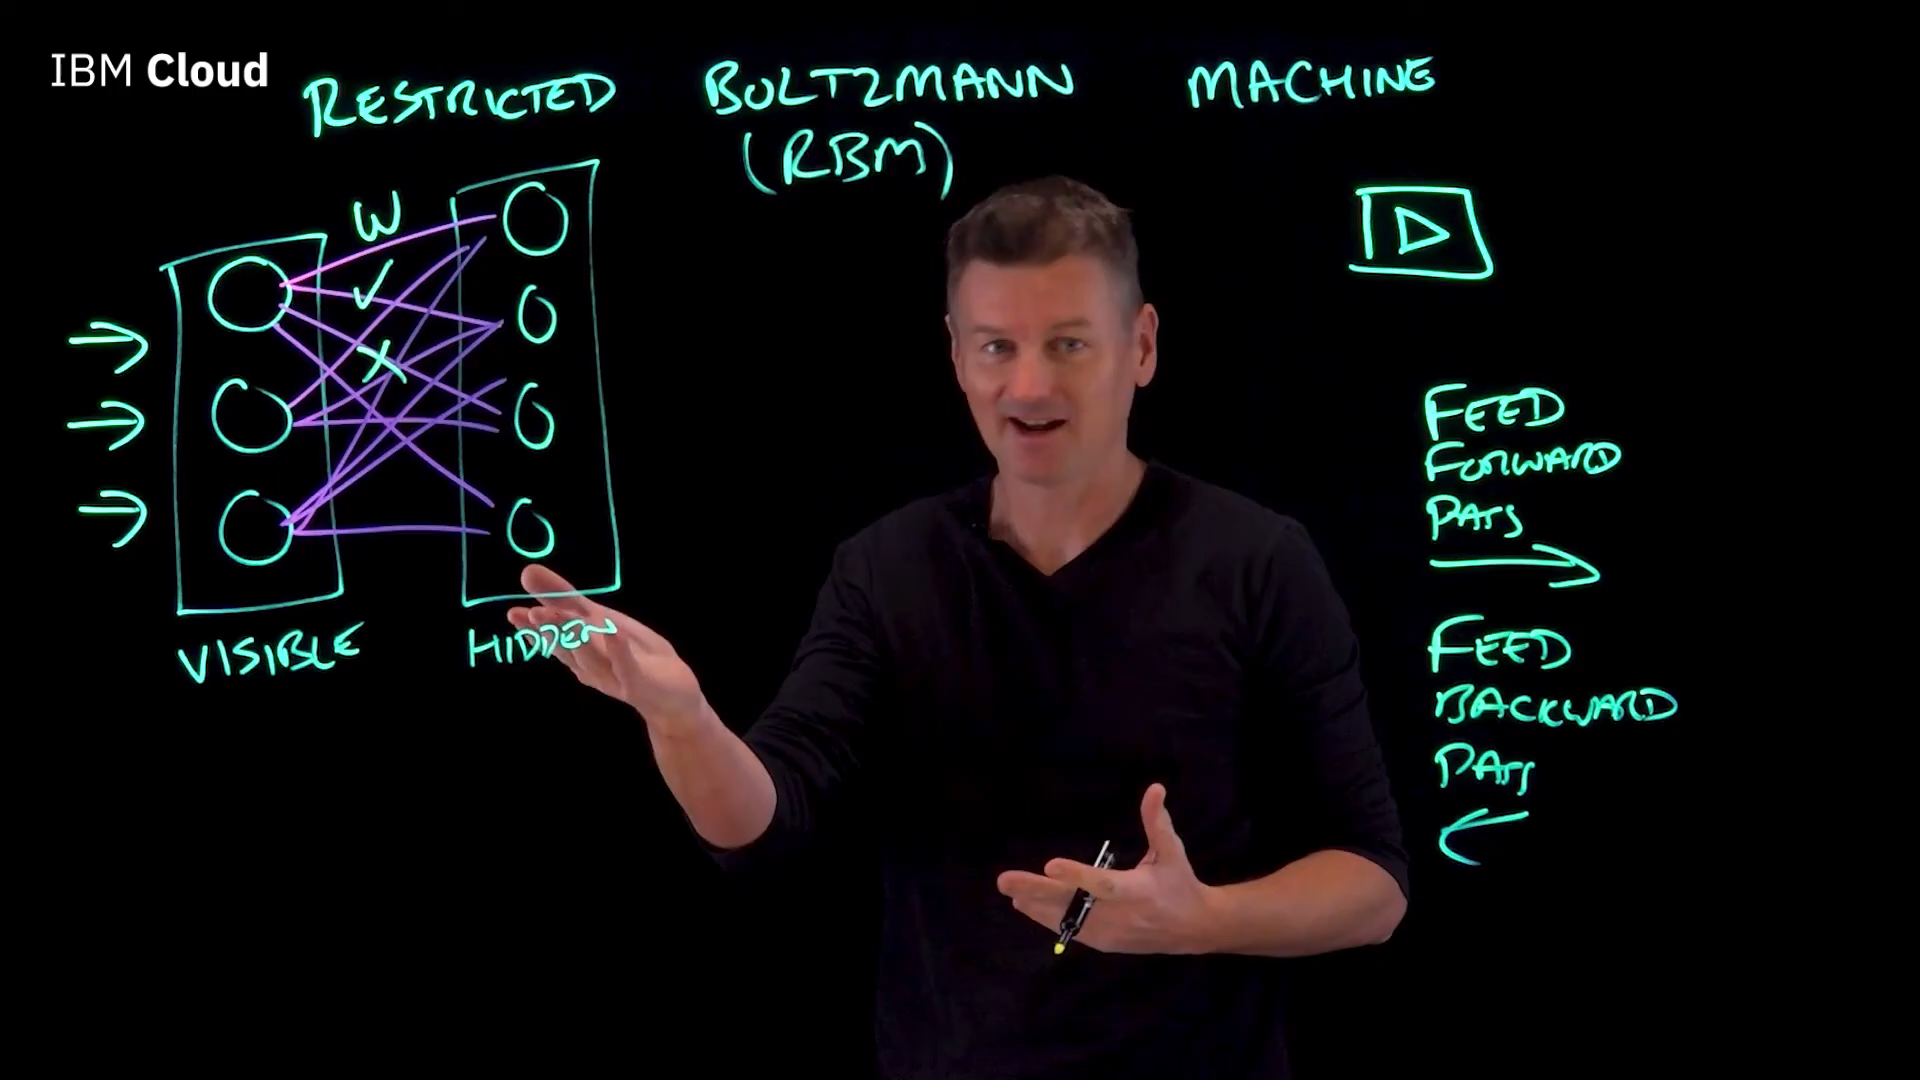 IBM Cloud
RESTRICTED BOLTZMANN MACHINE
(RBM)
W
✓
X
VISIBLE
HIDDEN
FEED
FORWARD
PASS
FEED
BACKWARD
PASS